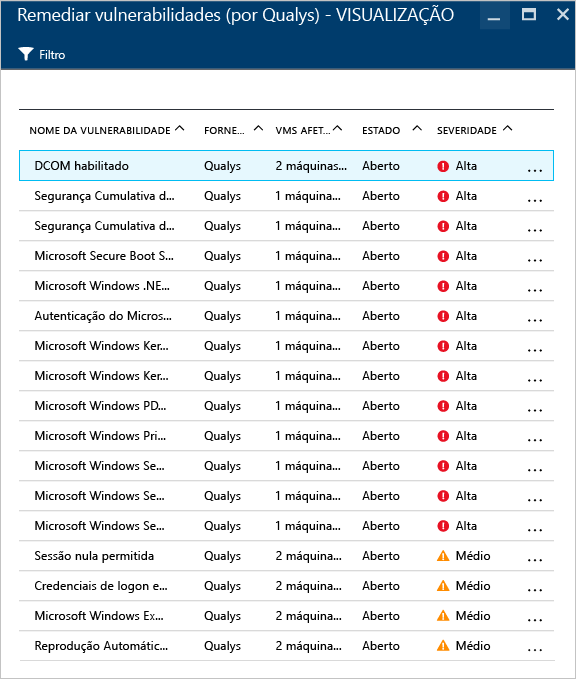 Remediar vulnerabilidades (por Qualys) - VISUALIZAÇÃO
Filtro
NOME DA VULNERABILIDADE FORNE... VMS AFET... ESTADO SEVERIDADE
DCOM habilitado Qualys 2 máquinas... Aberto Alta ...
Segurança Cumulativa d... Qualys 1 máquina... Aberto Alta ...
Segurança Cumulativa d... Qualys 1 máquina... Aberto Alta ...
Microsoft Secure Boot S... Qualys 1 máquina... Aberto Alta ...
Microsoft Windows .NE... Qualys 1 máquina... Aberto Alta ...
Autenticação do Micros... Qualys 1 máquina... Aberto Alta ...
Microsoft Windows Ker... Qualys 1 máquina... Aberto Alta ...
Microsoft Windows Ker... Qualys 1 máquina... Aberto Alta ...
Microsoft Windows PD... Qualys 1 máquina... Aberto Alta ...
Microsoft Windows Pri... Qualys 1 máquina... Aberto Alta ...
Microsoft Windows Se... Qualys 1 máquina... Aberto Alta ...
Microsoft Windows Se... Qualys 1 máquina... Aberto Alta ...
Microsoft Windows Se... Qualys 1 máquina... Aberto Alta ...
Sessão nula permitida Qualys 2 máquina... Aberto Médio ...
Credenciais de logon e... Qualys 2 máquina... Aberto Médio ...
Microsoft Windows Ex... Qualys 2 máquina... Aberto Médio ...
Reprodução Automátic... Qualys 2 máquina... Aberto Médio ...